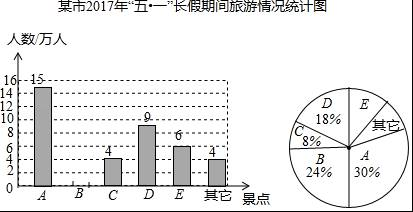 某市2017年“五•一”长假期间旅游情况统计图
人数/万人
16
14
12
10
8
6
4
2
0
15
4
9
6
4
A
B
C
D
E
其它
景点
D
18%
E
C
8%
其它
B
24%
A
30%